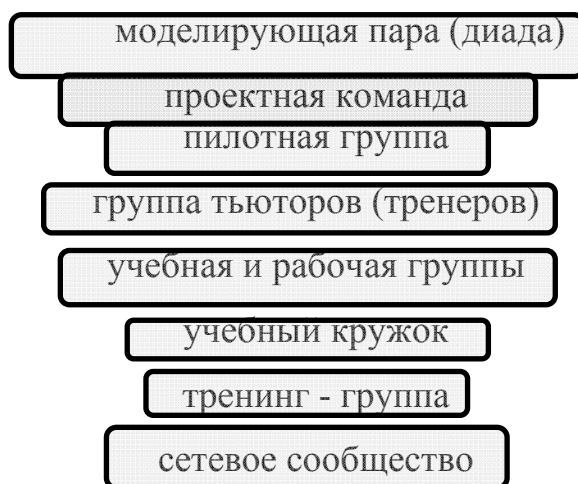 моделирующая пара (диада)
проектная команда
пилотная группа
группа тьюторов (тренеров)
учебная и рабочая группы
учебный кружок
тренинг - группа
сетевое сообщество